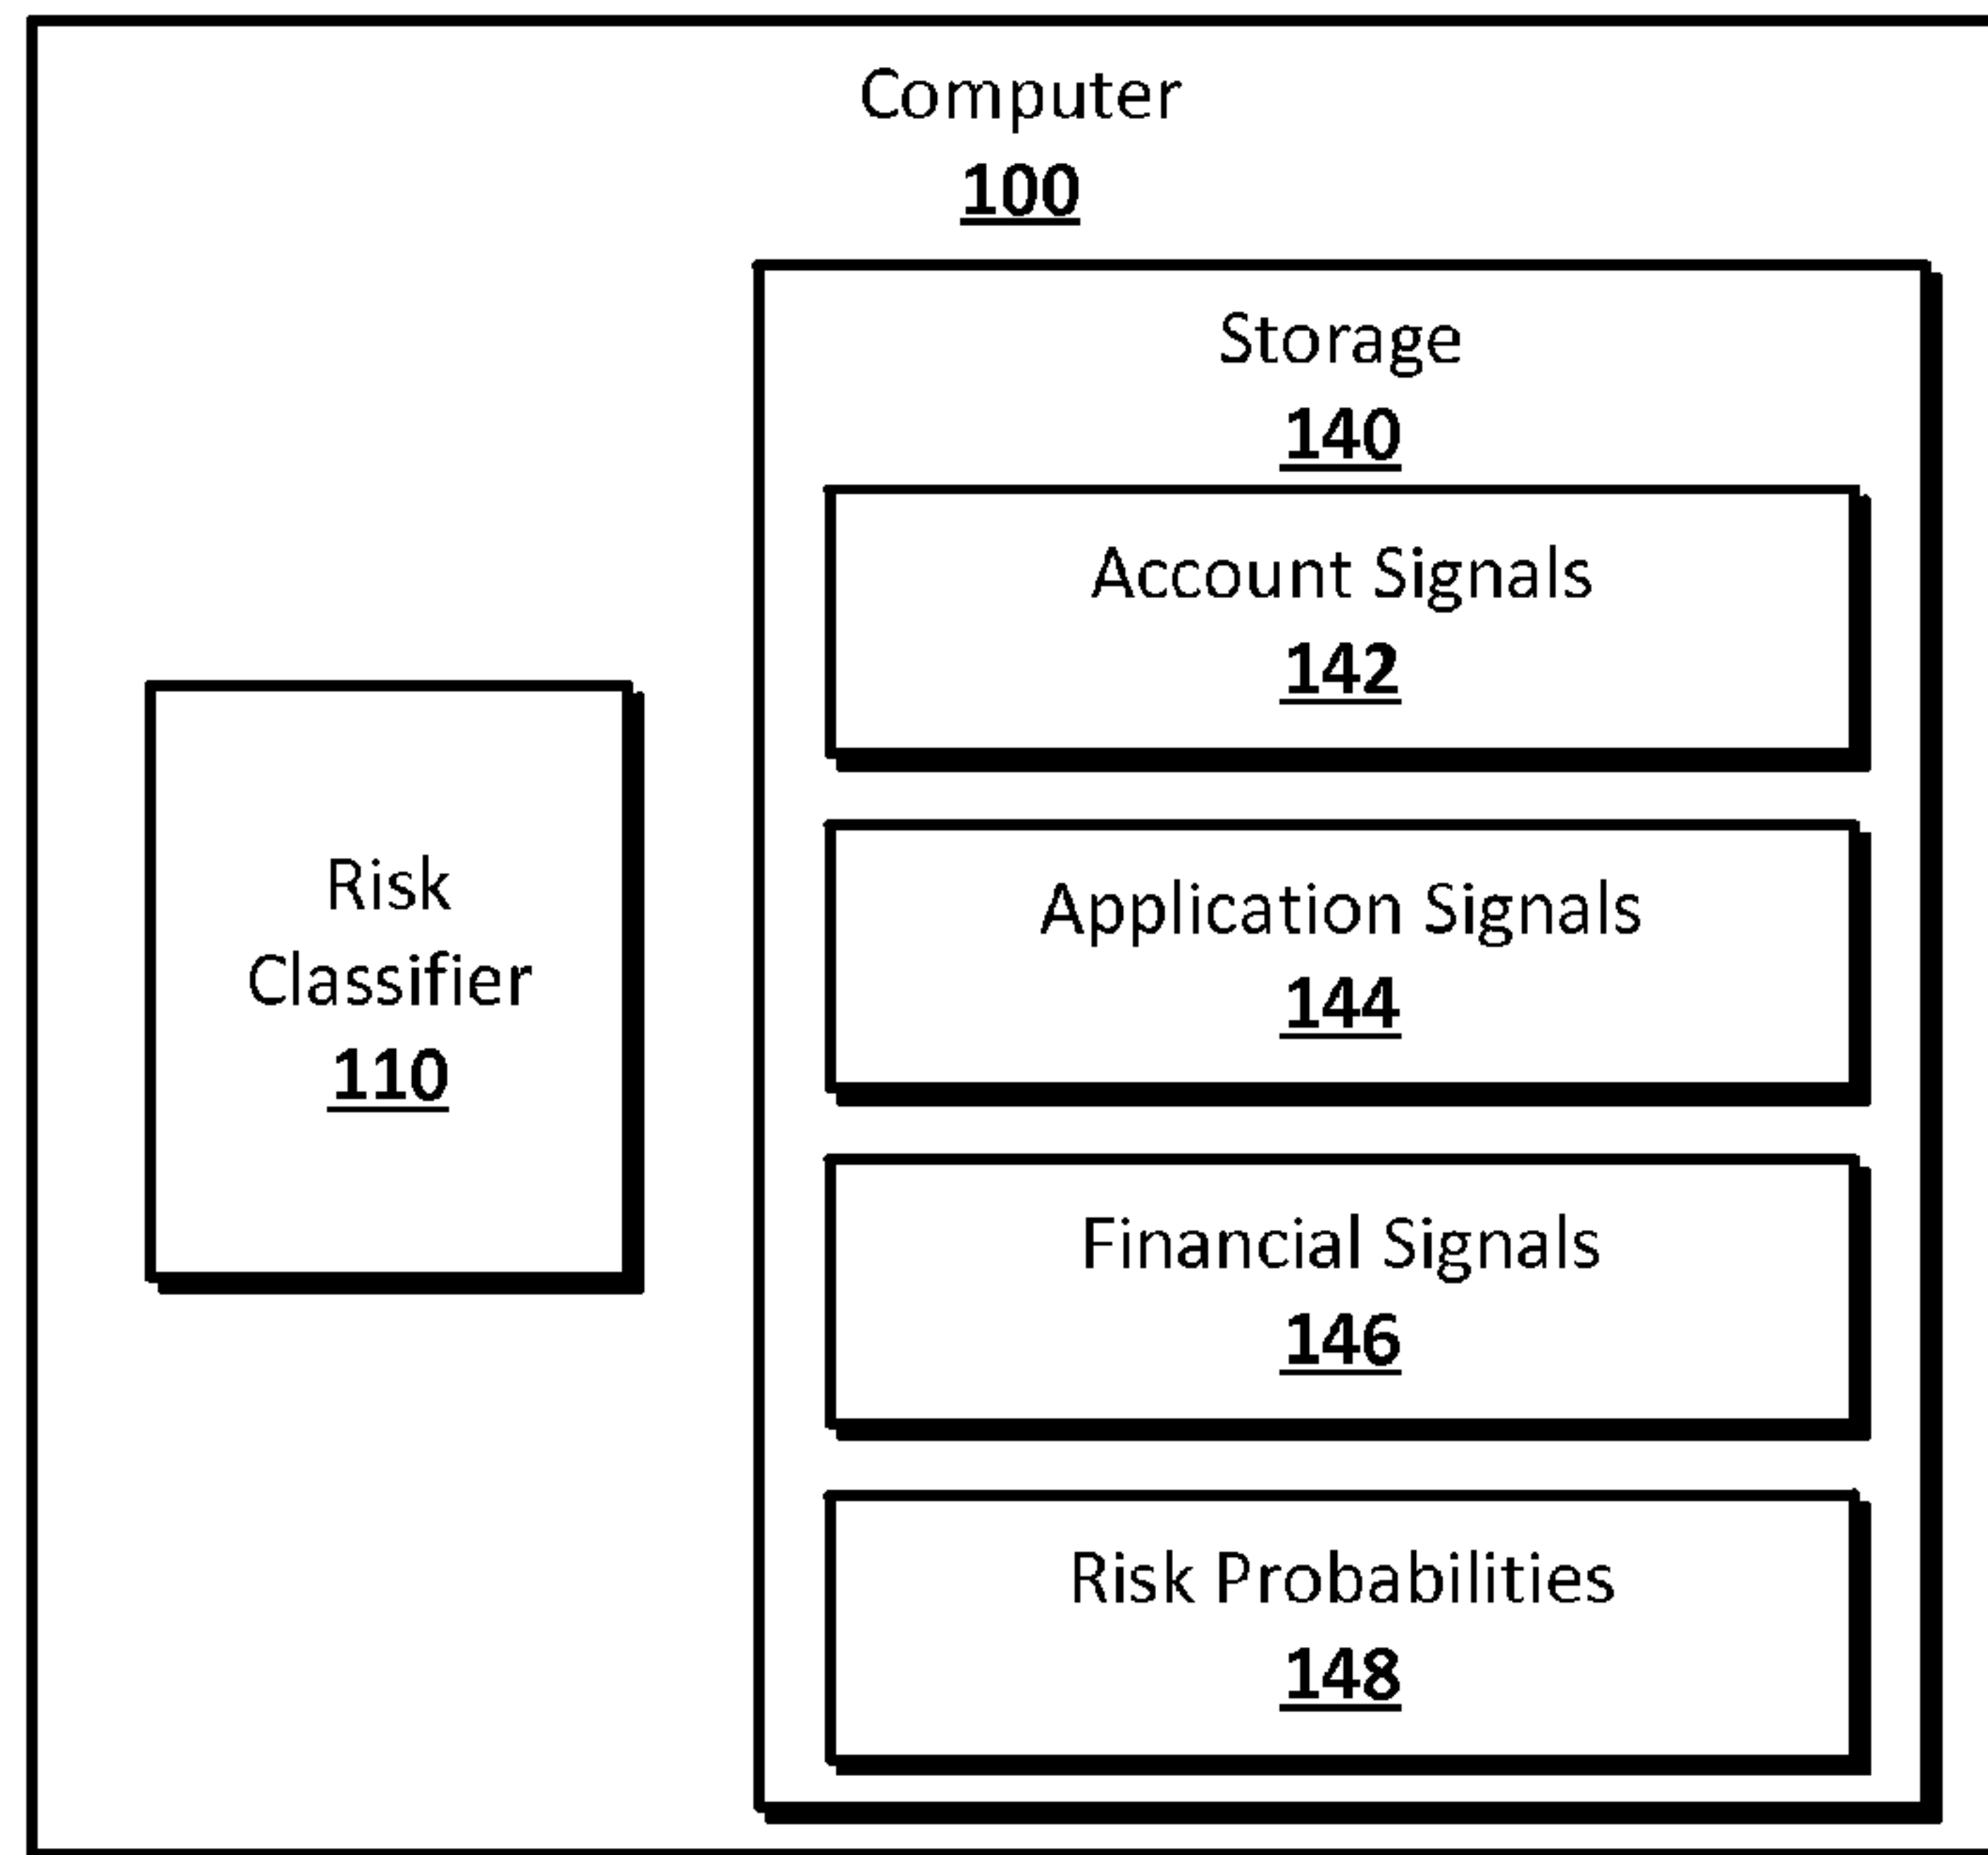 Computer
100
Storage
140
Account Signals
142
Risk
Classifier
110
Application Signals
144
Financial Signals
146
Risk Probabilities
148